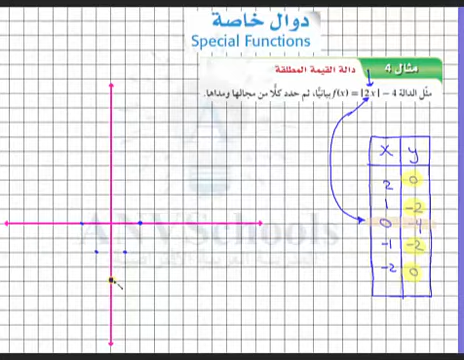 دوال خاصة
Special Functions
مثال 4 دالة القيمة المطلقة
مثّل الدالة f(x) = |2x| − 4 بيانيًّا، ثم حدد كلًّا من مجالها ومداها.
x y
2 0
1 -2
0 -4
-1 -2
-2 0
ANYSchools